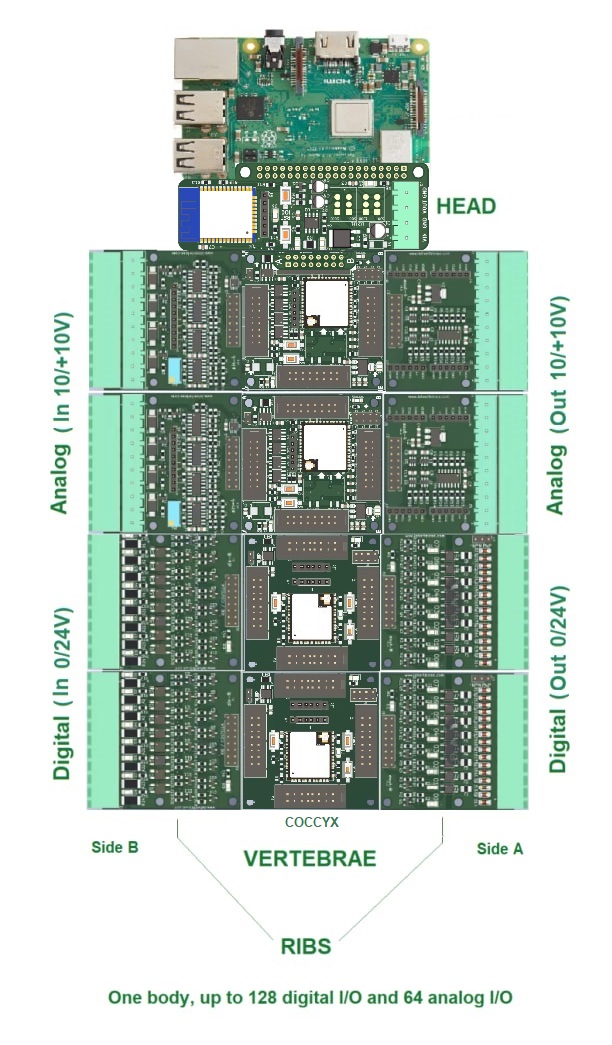 HEAD
Analog ( In 10/+10V)
Analog (Out 10/+10V)
Digital ( In 0/24V)
Digital (Out 0/24V)
COCCYX
Side B
VERTEBRAE
Side A
RIBS
One body, up to 128 digital I/O and 64 analog I/O